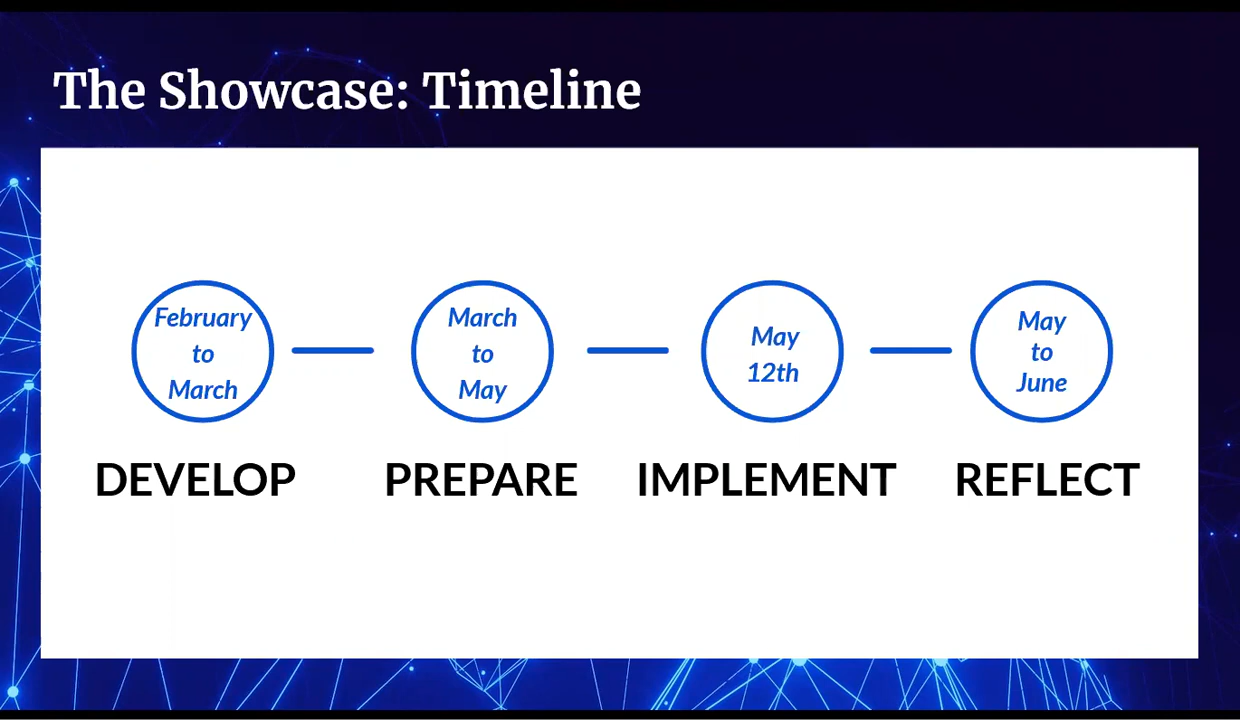 The Showcase: Timeline
February
to
March
March
to
May
May
12th
May
to
June
DEVELOP
PREPARE
IMPLEMENT
REFLECT